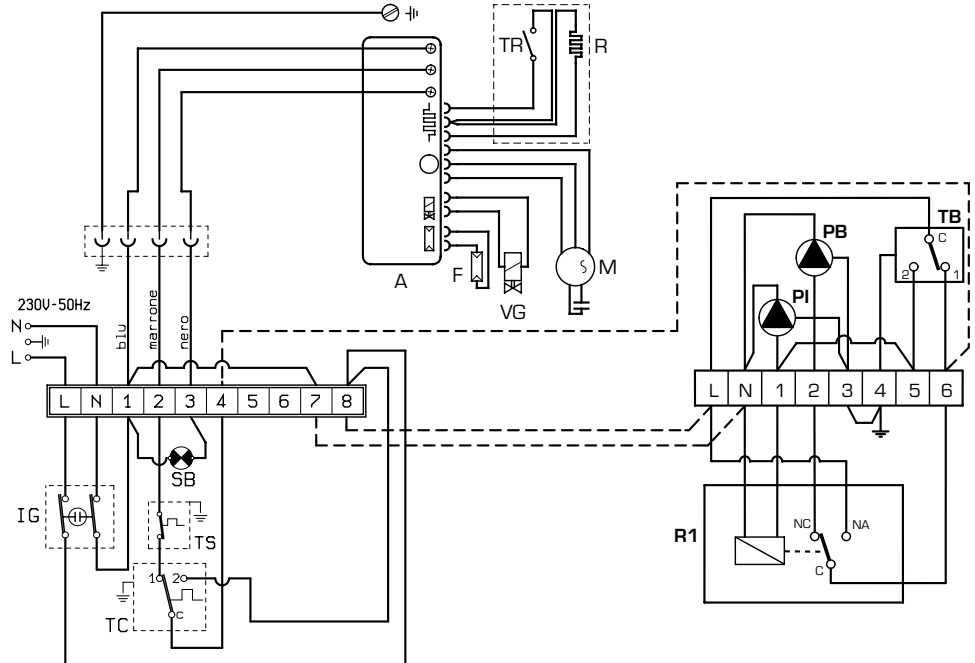 TR
R
A
F
VG
M
230V-50Hz
N
L
blu
marrone
nero
L N 1 2 3 4 5 6 7 8
SB
IG
TS
1 2
C
TC
PB
PI
TB
C
2 1
L N 1 2 3 4 5 6
R1
NC
NA
C